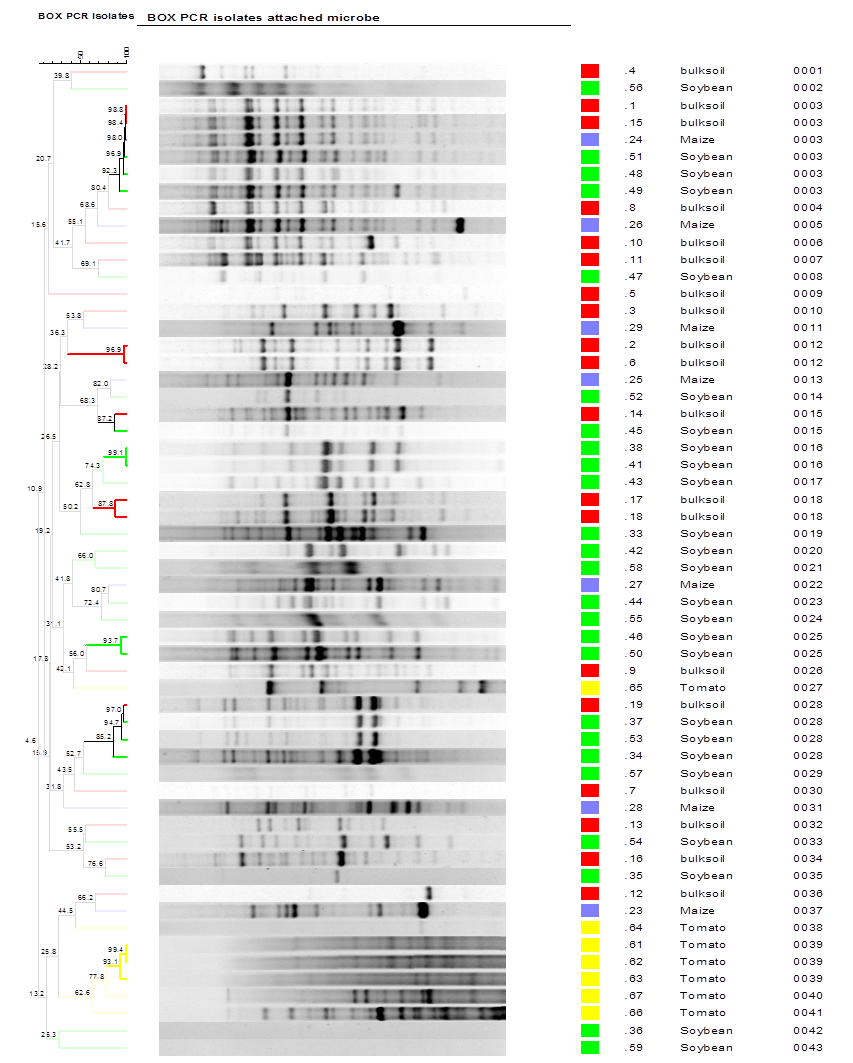 BOX PCR isolates BOX PCR isolates attached microbe
50 100
.4 bulksoil 0001
39.8
.56 Soybean 0002
98.8 .1 bulksoil 0003
98.4 .15 bulksoil 0003
98.0 .24 Maize 0003
96.9 .51 Soybean 0003
20.7
92.3 .48 Soybean 0003
80.4 .49 Soybean 0003
68.6 .8 bulksoil 0004
15.6 55.1 .26 Maize 0005
41.7 .10 bulksoil 0006
69.1 .11 bulksoil 0007
.47 Soybean 0008
.5 bulksoil 0009
53.8 .3 bulksoil 0010
36.3 .29 Maize 0011
96.9 .2 bulksoil 0012
28.2 .6 bulksoil 0012
82.0 .25 Maize 0013
68.3 .52 Soybean 0014
87.2 .14 bulksoil 0015
26.5 .45 Soybean 0015
99.1 .38 Soybean 0016
74.3 .41 Soybean 0016
10.9 62.8 .43 Soybean 0017
87.8 .17 bulksoil 0018
50.2 .18 bulksoil 0018
19.2 .33 Soybean 0019
66.0 .42 Soybean 0020
41.8 .58 Soybean 0021
80.7 .27 Maize 0022
72.4 .44 Soybean 0023
31.1 .55 Soybean 0024
93.7 .46 Soybean 0025
17.8 56.0 .50 Soybean 0025
42.1 .9 bulksoil 0026
.65 Tomato 0027
97.0 .19 bulksoil 0028
94.7 .37 Soybean 0028
4.6 85.2 .53 Soybean 0028
15.9 52.7 .34 Soybean 0028
43.5 .57 Soybean 0029
31.8 .7 bulksoil 0030
.28 Maize 0031
55.5 .13 bulksoil 0032
53.2 .54 Soybean 0033
76.6 .16 bulksoil 0034
.35 Soybean 0035
66.2 .12 bulksoil 0036
44.5 .23 Maize 0037
.64 Tomato 0038
25.8 99.4 .61 Tomato 0039
93.1 .62 Tomato 0039
77.8 .63 Tomato 0039
13.2 62.6 .67 Tomato 0040
.66 Tomato 0041
25.3 .36 Soybean 0042
.59 Soybean 0043